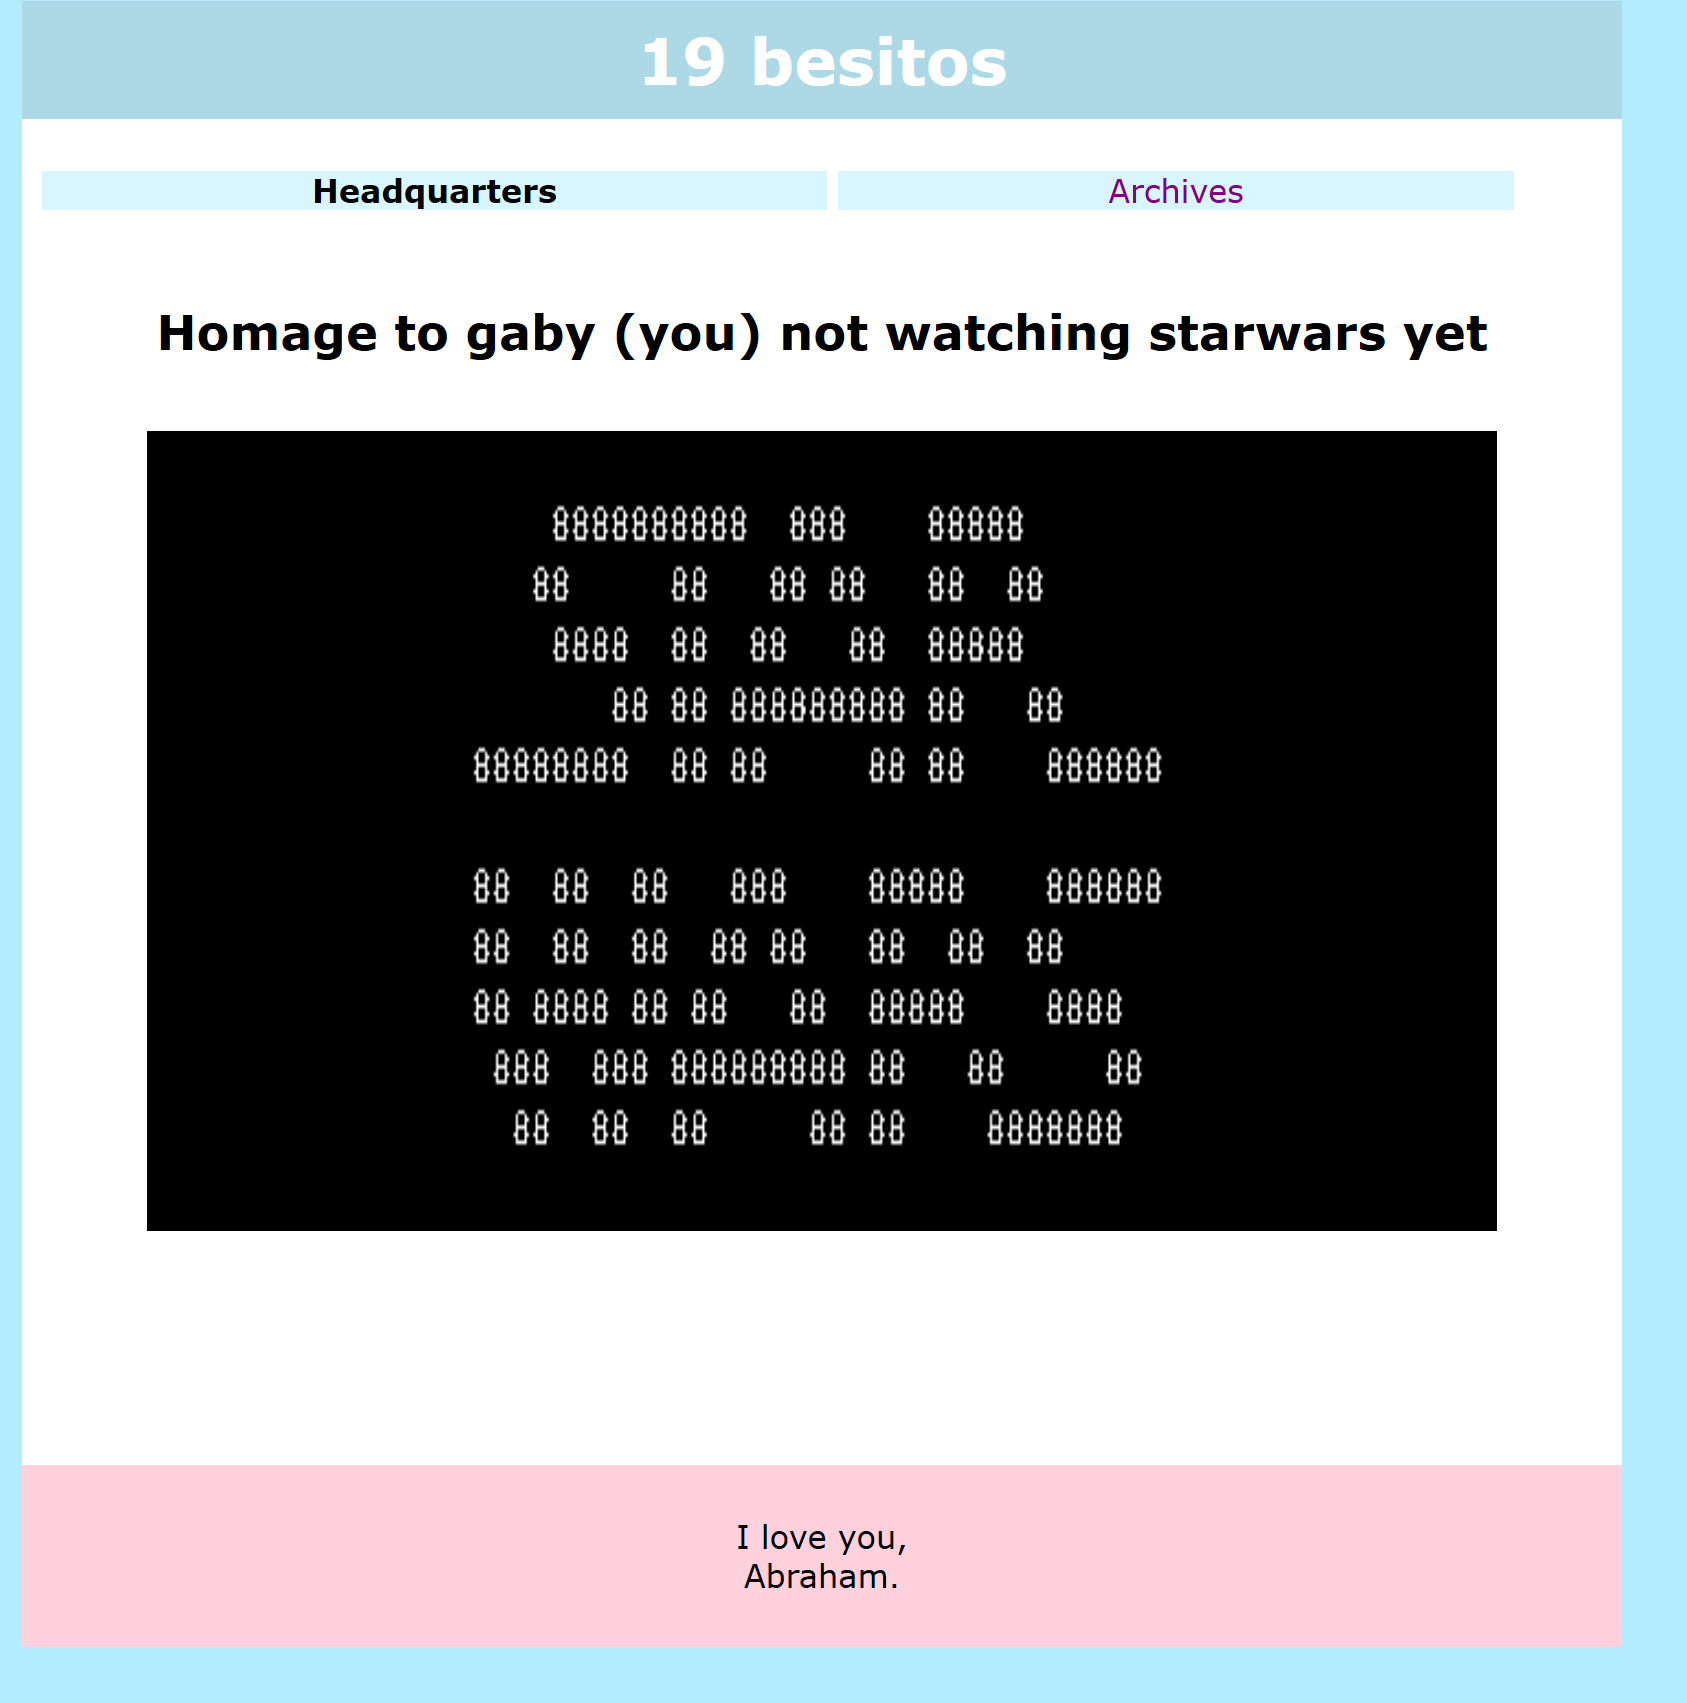 19 besitos
Headquarters
Archives
Homage to gaby (you) not watching starwars yet
8888888888  888    88888
88     88   88 88   88  88
8888  88  88   88  88888
88 88 888888888 88   88
88888888  88 88     88 88    888888
88  88  88   888    88888    888888
88  88  88  88 88   88  88  88
88 8888 88 88   88  88888    8888
888  888 888888888 88   88     88
88  88  88     88 88    8888888
I love you,
Abraham.